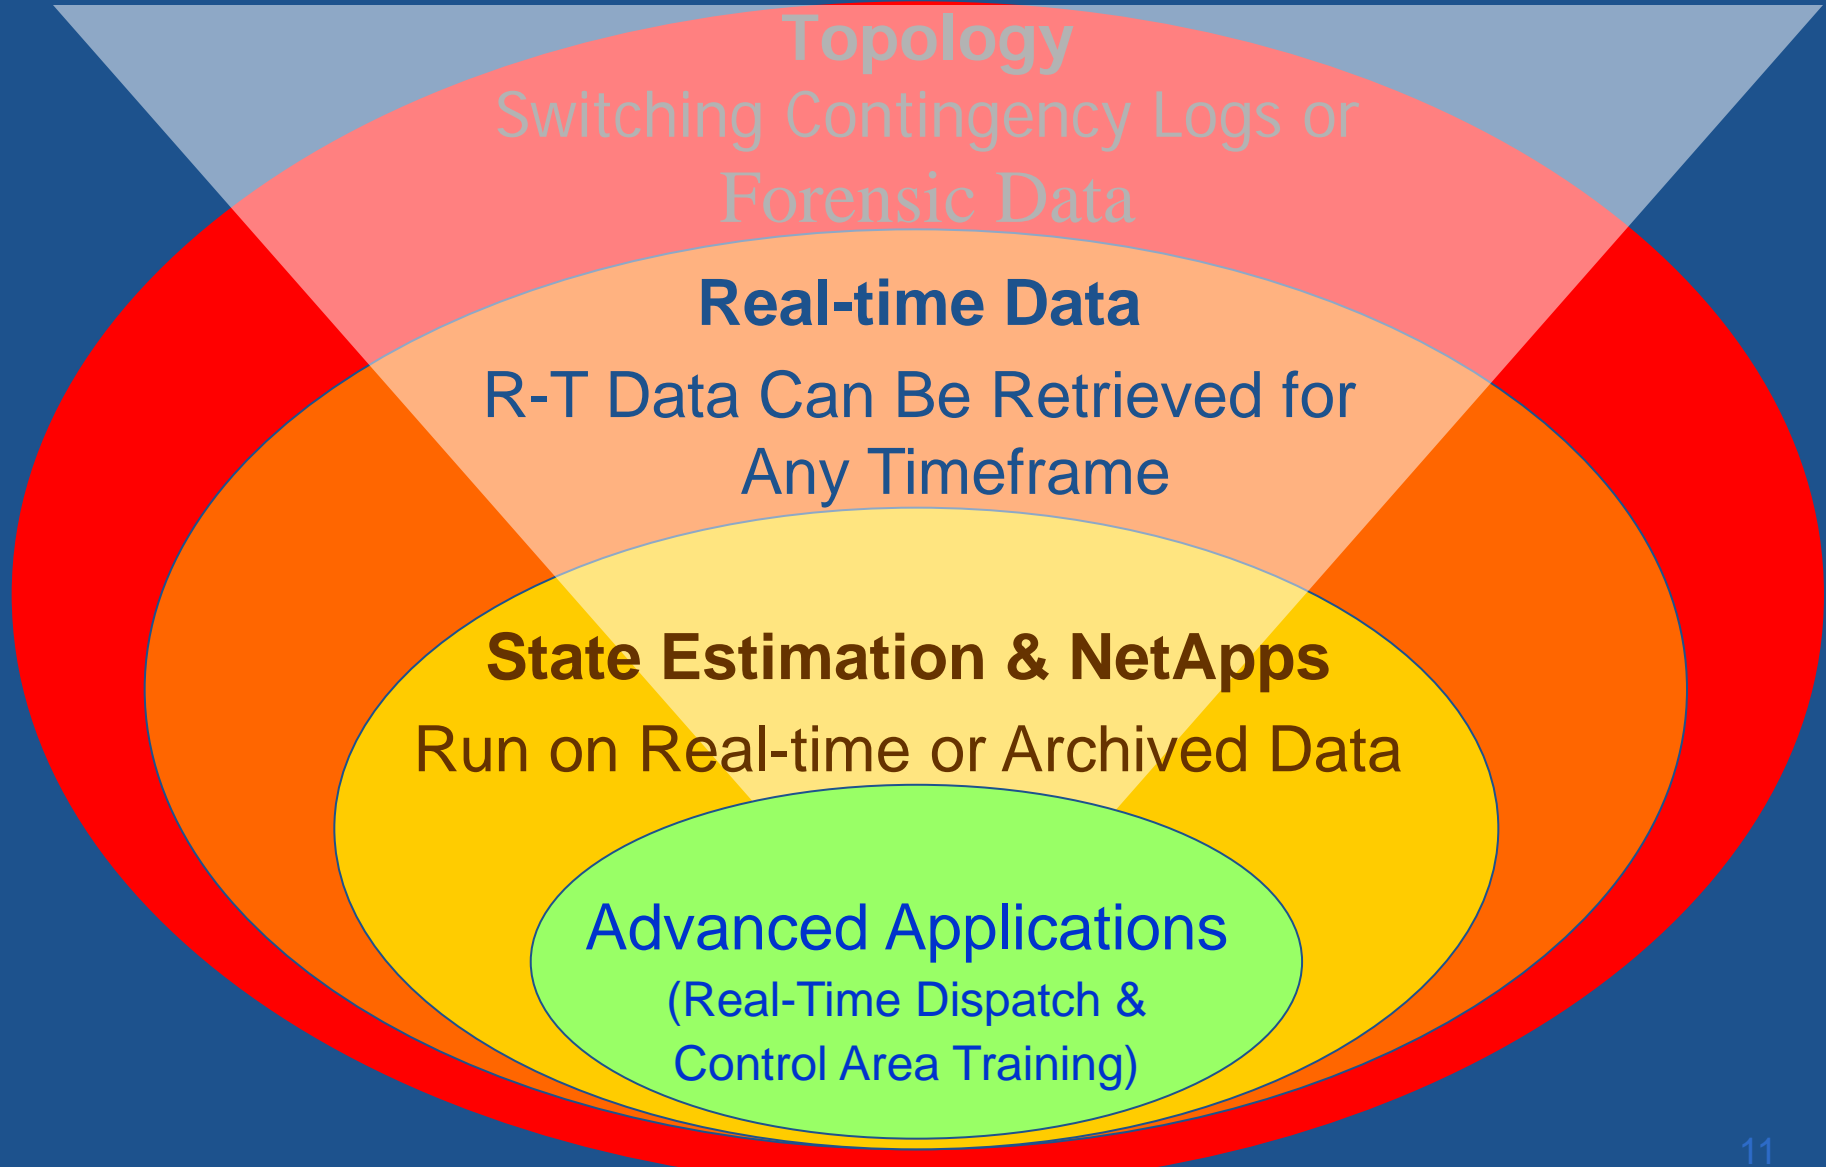 Topology
Switching Contingency Logs or
Forensic Data
Real-time Data
R-T Data Can Be Retrieved for
Any Timeframe
State Estimation & NetApps
Run on Real-time or Archived Data
Advanced Applications
(Real-Time Dispatch &
Control Area Training)
11